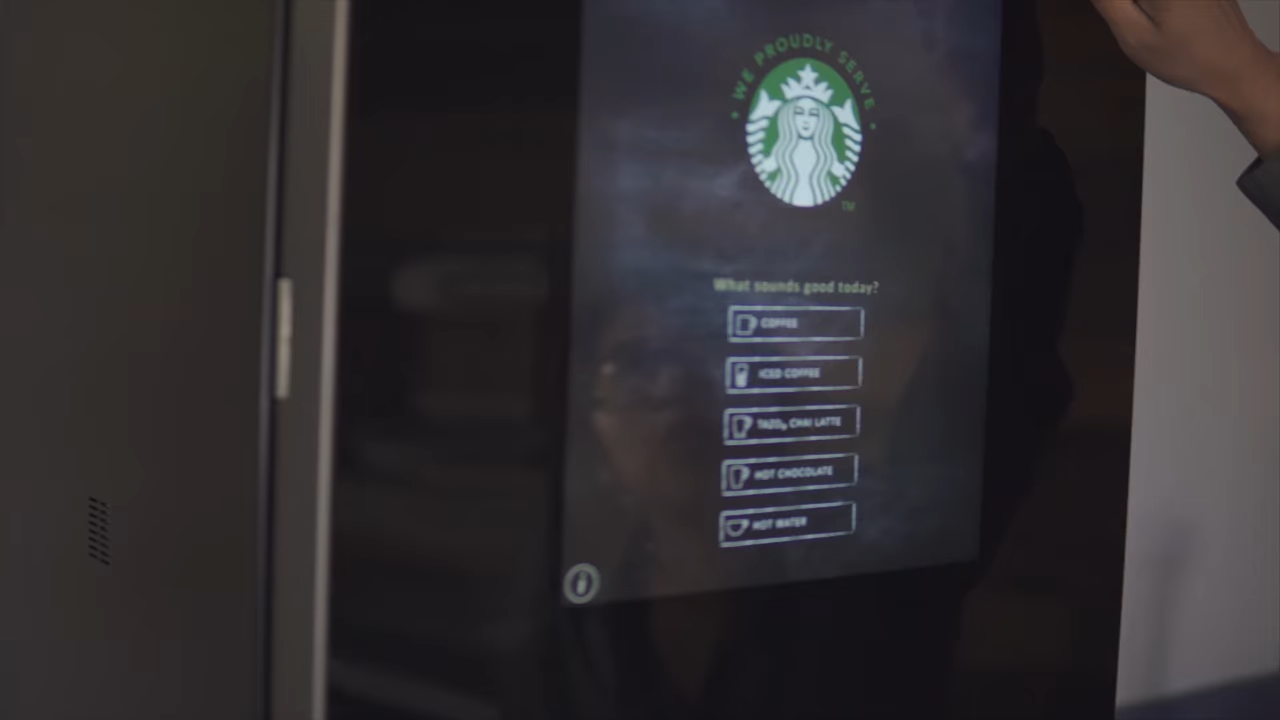 • WE PROUDLY SERVE •
TM
What sounds good today?
COFFEE
ICED COFFEE
TAZO® CHAI LATTE
HOT CHOCOLATE
HOT WATER